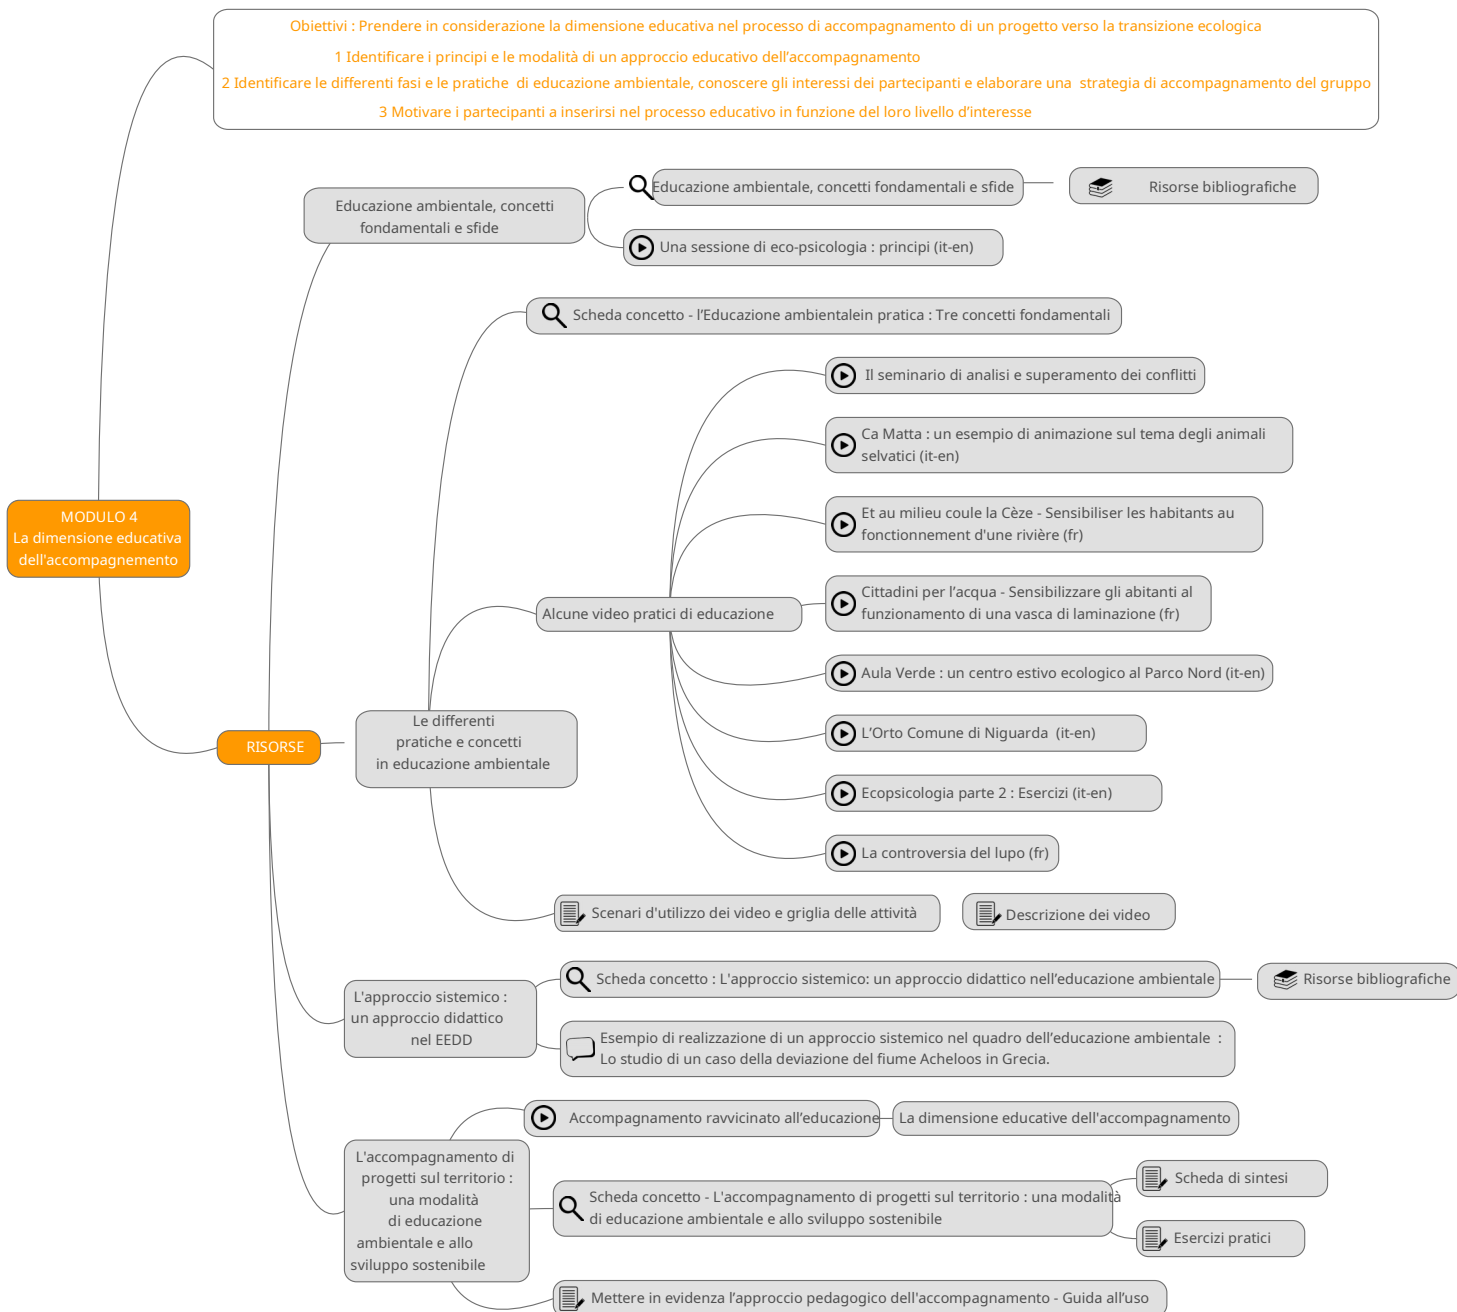 Obiettivi : Prendere in considerazione la dimensione educativa nel processo di accompagnamento di un progetto verso la transizione ecologica
1 Identificare i principi e le modalità di un approccio educativo dell’accompagnamento
2 Identificare le differenti fasi e le pratiche  di educazione ambientale, conoscere gli interessi dei partecipanti e elaborare una  strategia di accompagnamento del gruppo
3 Motivare i partecipanti a inserirsi nel processo educativo in funzione del loro livello d’interesse
MODULO 4
La dimensione educativa
dell'accompagnemento
RISORSE
Educazione ambientale, concetti
fondamentali e sfide
Educazione ambientale, concetti fondamentali e sfide
Risorse bibliografiche
Una sessione di eco-psicologia : principi (it-en)
Le differenti
pratiche e concetti
in educazione ambientale
Scheda concetto - l’Educazione ambientalein pratica : Tre concetti fondamentali
Alcune video pratici di educazione
Il seminario di analisi e superamento dei conflitti
Ca Matta : un esempio di animazione sul tema degli animali
selvatici (it-en)
Et au milieu coule la Cèze - Sensibiliser les habitants au
fonctionnement d'une rivière (fr)
Cittadini per l’acqua - Sensibilizzare gli abitanti al
funzionamento di una vasca di laminazione (fr)
Aula Verde : un centro estivo ecologico al Parco Nord (it-en)
L’Orto Comune di Niguarda  (it-en)
Ecopsicologia parte 2 : Esercizi (it-en)
La controversia del lupo (fr)
Scenari d'utilizzo dei video e griglia delle attività
Descrizione dei video
L'approccio sistemico :
un approccio didattico
nel EEDD
Scheda concetto : L'approccio sistemico: un approccio didattico nell’educazione ambientale
Risorse bibliografiche
Esempio di realizzazione di un approccio sistemico nel quadro dell’educazione ambientale  :
Lo studio di un caso della deviazione del fiume Acheloos in Grecia.
L'accompagnamento di
progetti sul territorio :
una modalità
di educazione
ambientale e allo
sviluppo sostenibile
Accompagnamento ravvicinato all’educazione
La dimensione educative dell'accompagnamento
Scheda concetto - L'accompagnamento di progetti sul territorio : una modalità
di educazione ambientale e allo sviluppo sostenibile
Scheda di sintesi
Esercizi pratici
Mettere in evidenza l’approccio pedagogico dell'accompagnamento - Guida all’uso